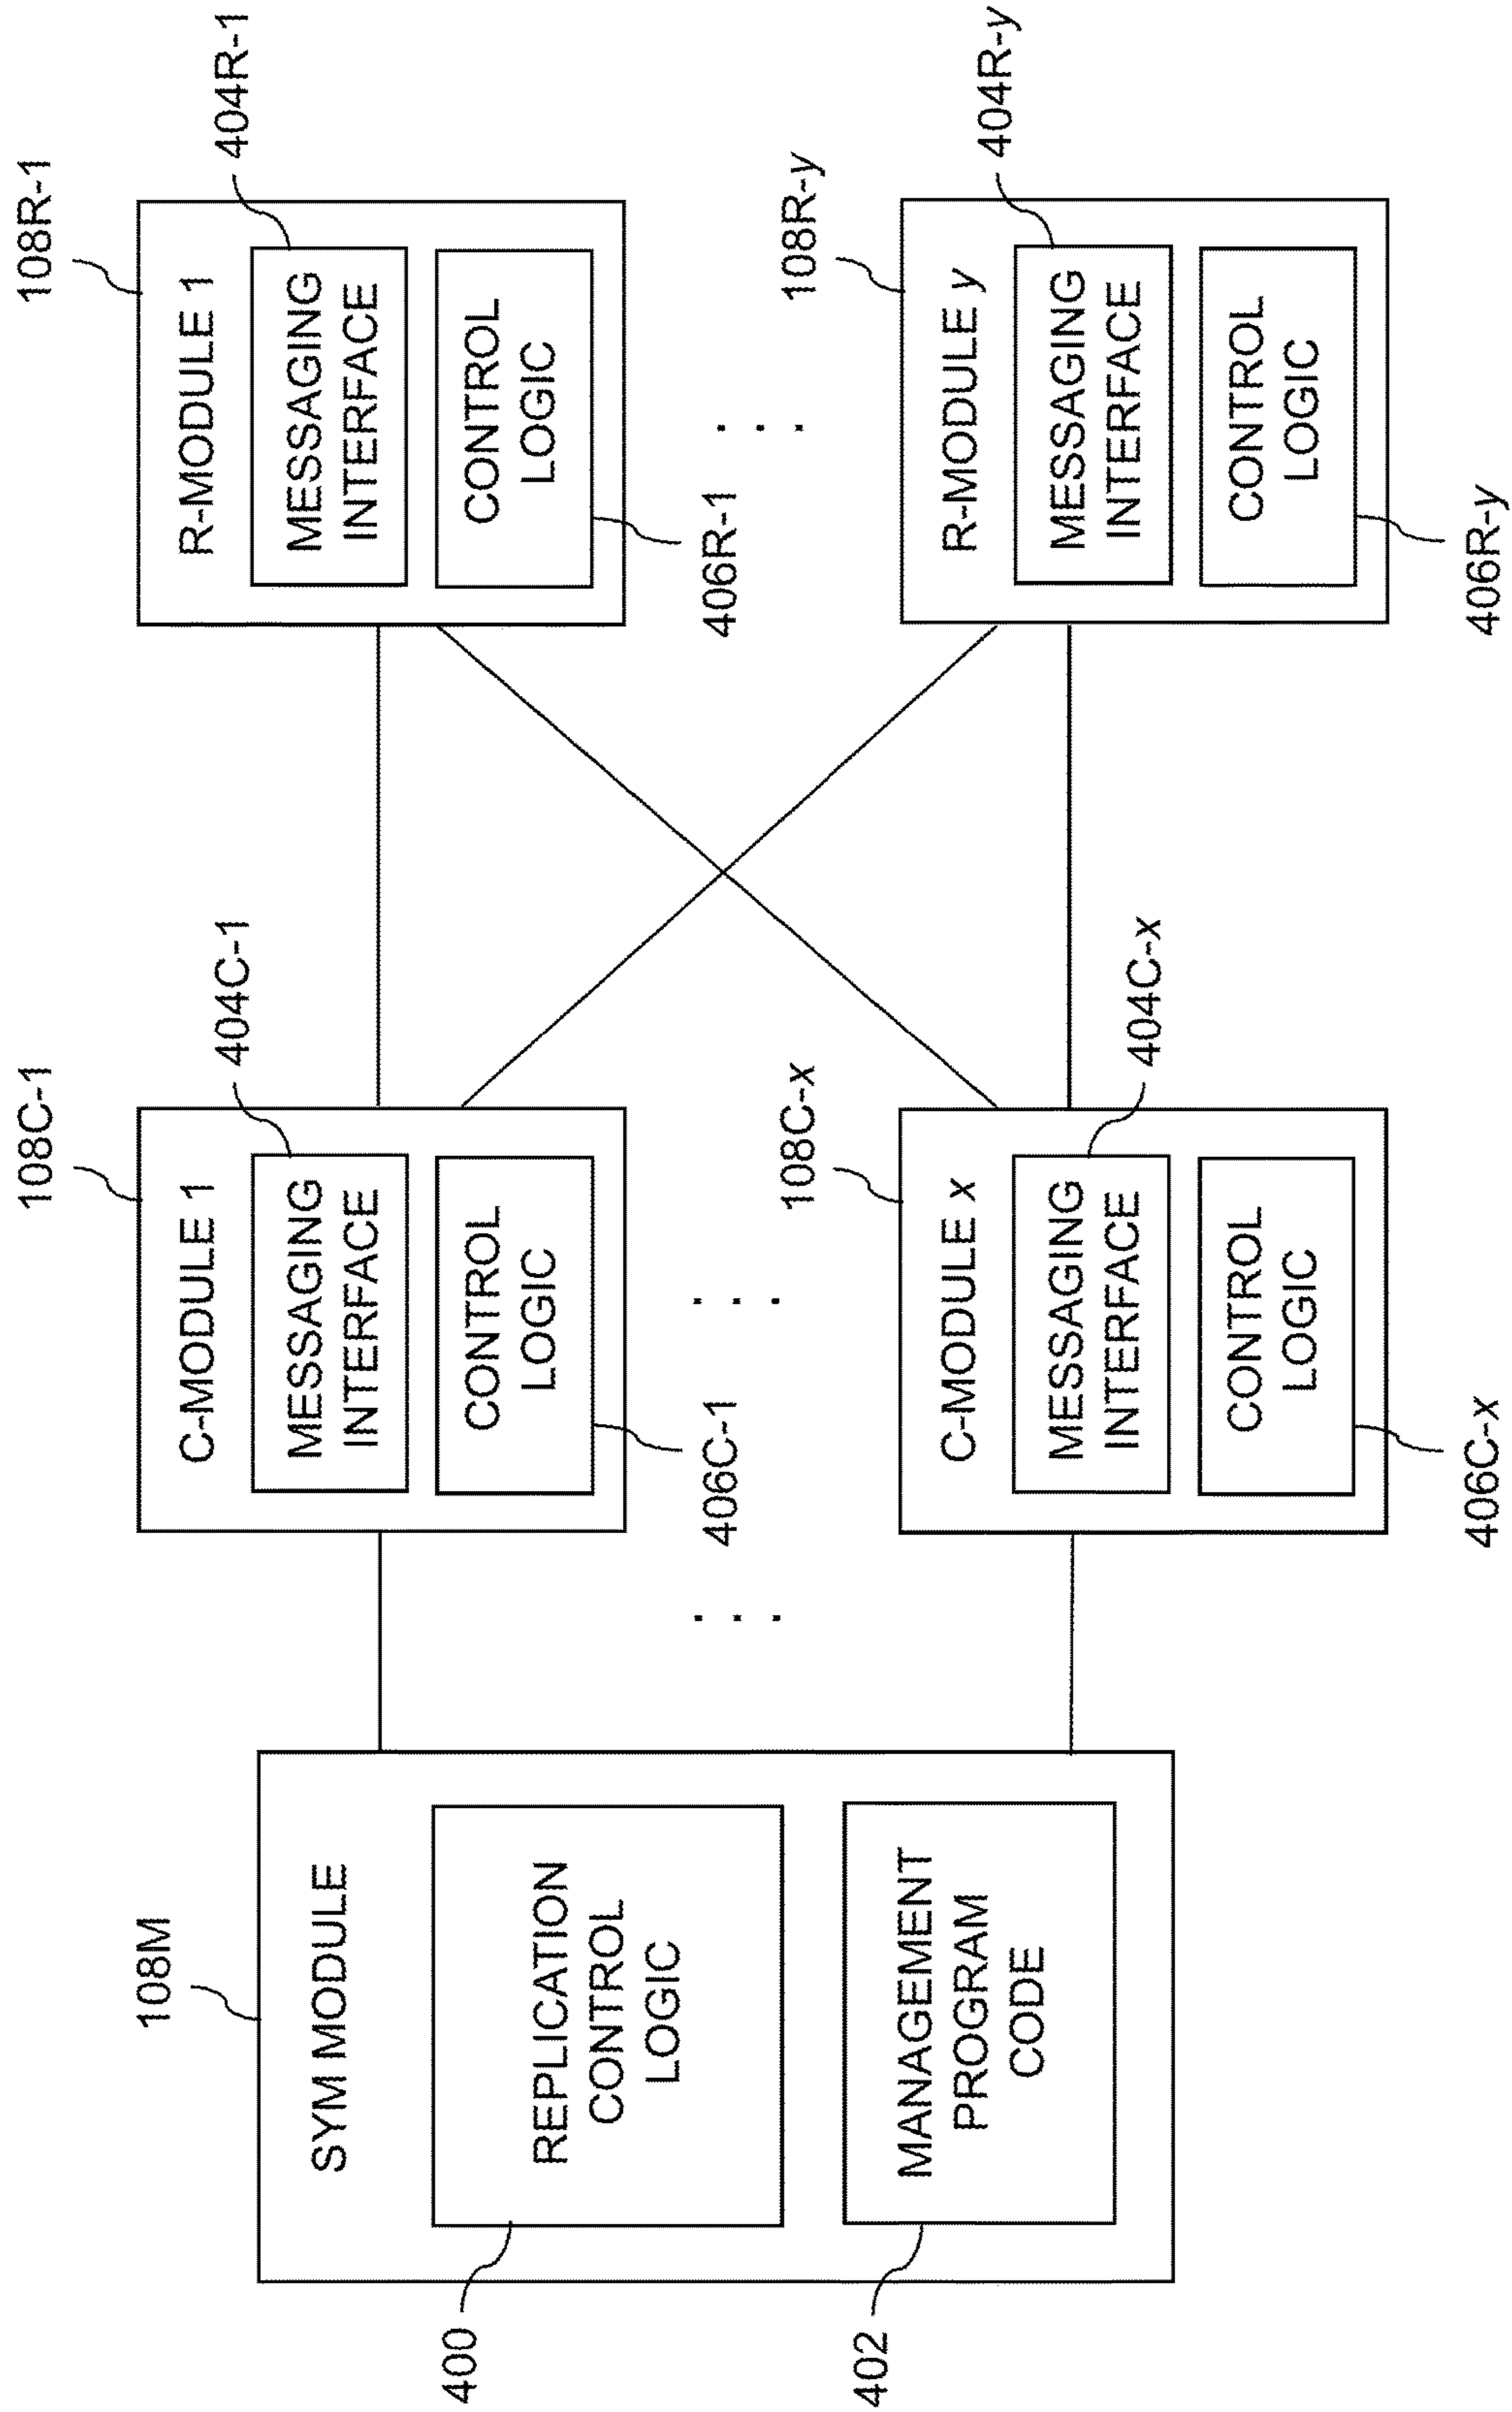 108M
SYM MODULE
REPLICATION
CONTROL
LOGIC
400
MANAGEMENT
PROGRAM
CODE
402
108C-1
C-MODULE 1
404C-1
MESSAGING
INTERFACE
CONTROL
LOGIC
406C-1
. . .
. . .
108C-x
C-MODULE x
404C-x
MESSAGING
INTERFACE
CONTROL
LOGIC
406C-x
108R-1
R-MODULE 1
404R-1
MESSAGING
INTERFACE
CONTROL
LOGIC
406R-1
. . .
108R-y
R-MODULE y
404R-y
MESSAGING
INTERFACE
CONTROL
LOGIC
406R-y